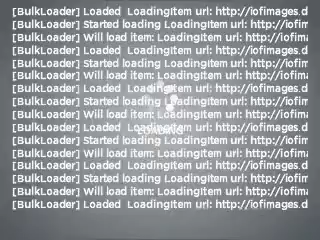 [BulkLoader] Loaded LoadingItem url: http://iofimages.d
[BulkLoader] Started loading LoadingItem url: http://iofim
[BulkLoader] Will load item: LoadingItem url: http://iofima
[BulkLoader] Loaded LoadingItem url: http://iofimages.d
[BulkLoader] Started loading LoadingItem url: http://iofim
[BulkLoader] Will load item: LoadingItem url: http://iofima
[BulkLoader] Loaded LoadingItem url: http://iofimages.d
[BulkLoader] Started loading LoadingItem url: http://iofim
[BulkLoader] Will load item: LoadingItem url: http://iofima
[BulkLoader] Loaded LoadingItem url: http://iofimages.d
LOADING
[BulkLoader] Started loading LoadingItem url: http://iofim
[BulkLoader] Will load item: LoadingItem url: http://iofima
[BulkLoader] Loaded LoadingItem url: http://iofimages.d
[BulkLoader] Started loading LoadingItem url: http://iofim
[BulkLoader] Will load item: LoadingItem url: http://iofima
[BulkLoader] Loaded LoadingItem url: http://iofimages.d